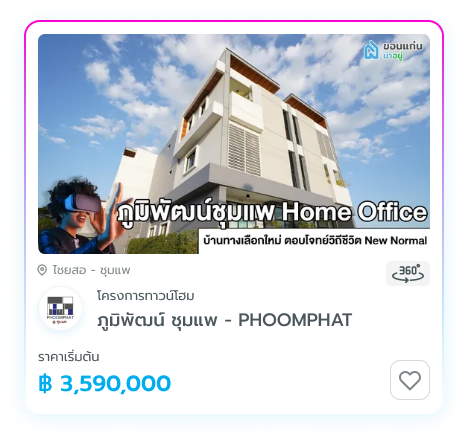 ขอนแก่น
น่าอยู่
ภูมิพัฒน์ชุมแพ Home Office
บ้านทางเลือกใหม่ ตอบโจทย์วิถีชีวิต New Normal
ไชยสอ - ชุมแพ
360°
PHOOMPHAT
โครงการทาวน์โฮม
ภูมิพัฒน์ ชุมแพ - PHOOMPHAT
ราคาเริ่มต้น
฿ 3,590,000